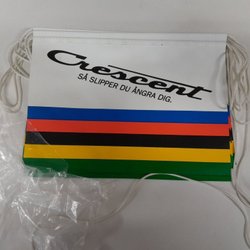 Crescent
SÅ SLIPPER DU ÅNGRA DIG.